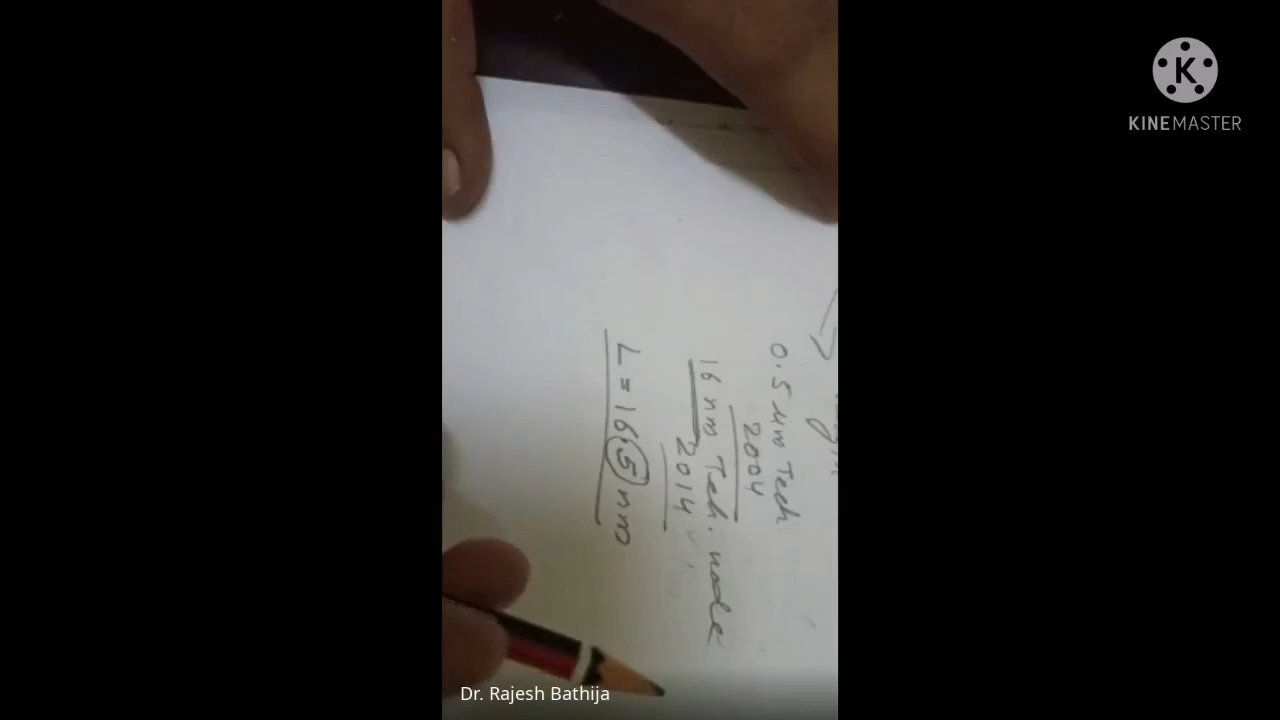 0.5 um Tech
2004
16 nm Tech. node
2014
L = 16.5 nm
Dr. Rajesh Bathija
K
KINEMASTER